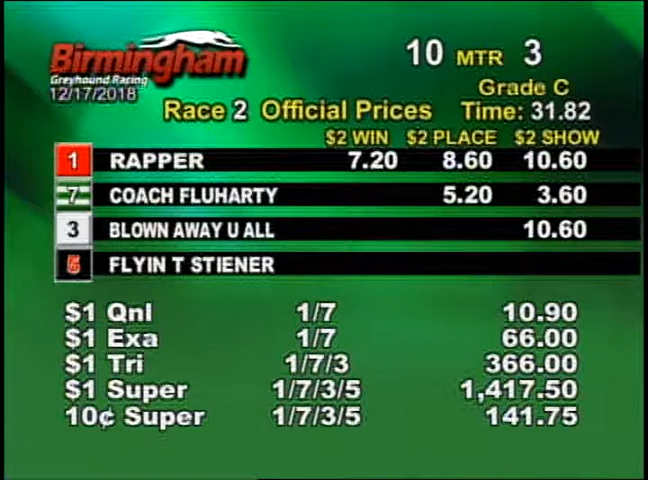 Birmingham
Greyhound Racing
12/17/2018
10 MTR 3
Grade C
Race 2 Official Prices Time: 31.82
$2 WIN $2 PLACE $2 SHOW
1 RAPPER 7.20 8.60 10.60
7 COACH FLUHARTY 5.20 3.60
3 BLOWN AWAY U ALL 10.60
5 FLYIN T STIENER
$1 Qnl 1/7 10.90
$1 Exa 1/7 66.00
$1 Tri 1/7/3 366.00
$1 Super 1/7/3/5 1,417.50
10¢ Super 1/7/3/5 141.75